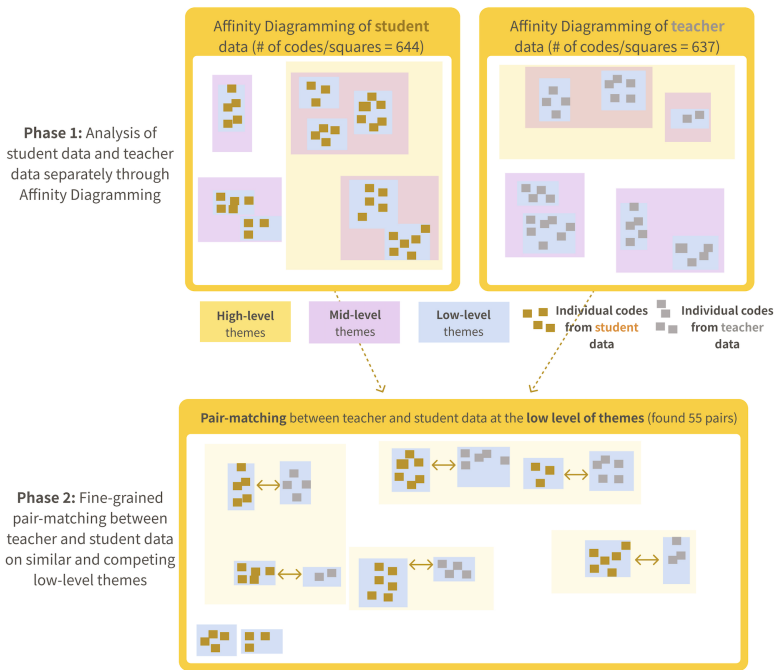 Affinity Diagramming of student
data (# of codes/squares = 644)
Affinity Diagramming of teacher
data (# of codes/squares = 637)
Phase 1: Analysis of
student data and teacher
data separately through
Affinity Diagramming
High-level
themes
Mid-level
themes
Low-level
themes
Individual codes
from student
data
Individual codes
from teacher
data
Pair-matching between teacher and student data at the low level of themes (found 55 pairs)
Phase 2: Fine-grained
pair-matching between
teacher and student data
on similar and competing
low-level themes